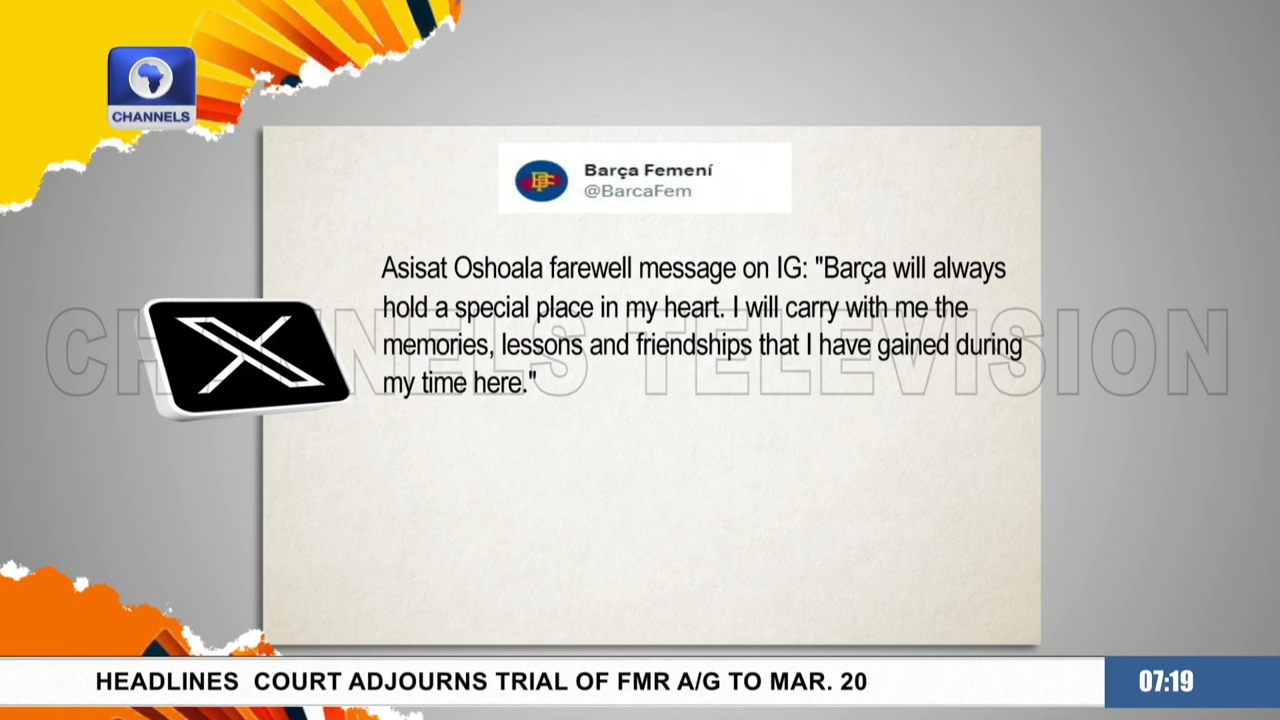 CHANNELS
Barça Femení
@BarcaFem
Asisat Oshoala farewell message on IG: "Barça will always
hold a special place in my heart. I will carry with me the
memories, lessons and friendships that I have gained during
my time here."
CHANNELS TELEVISION
HEADLINES COURT ADJOURNS TRIAL OF FMR A/G TO MAR. 20
07:19